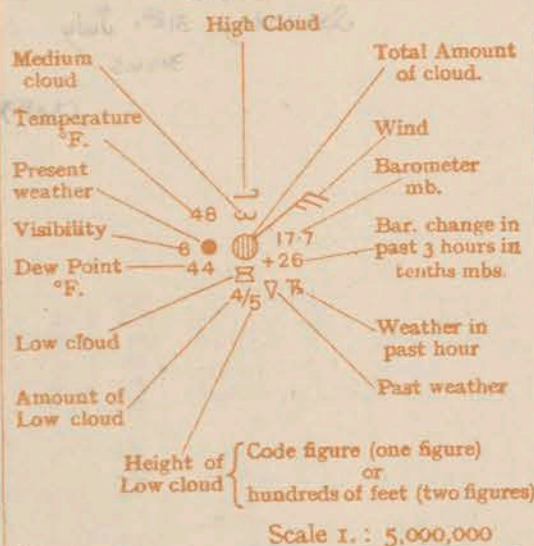 High Cloud
Medium
cloud
Total Amount
of cloud.
Temperature
°F.
Wind
Present
weather
Barometer
mb.
Visibility
Bar. change in
past 3 hours in
tenths mbs.
Dew Point
°F.
48
17.7
6
+26
44
4/5
Low cloud
Weather in
past hour
Amount of
Low cloud
Past weather
Height of
Low cloud
Code figure (one figure)
or
hundreds of feet (two figures)
Scale 1. : 5,000,000